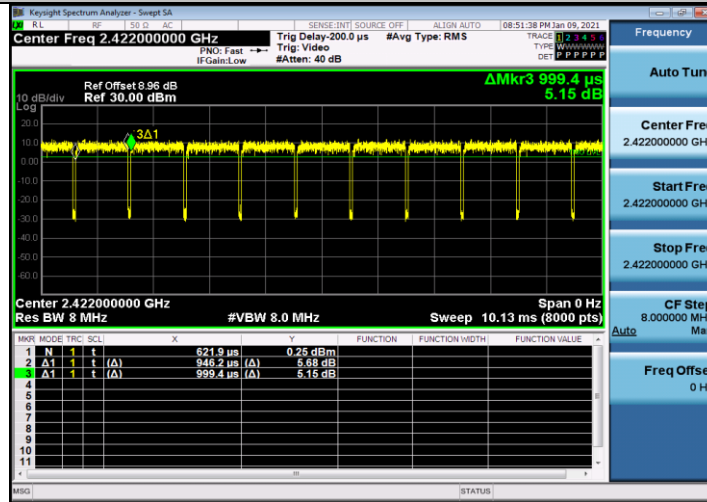 Keysight Spectrum Analyzer - Swept SA
RL RF 50 Ω AC SENSE:INT SOURCE OFF ALIGN AUTO 08:51:38 PM Jan 09, 2021
Center Freq 2.422000000 GHz Trig Delay-200.0 µs #Avg Type: RMS TRACE 1 2 3 4 5 6
PNO: Fast Trig: Video TYPE WWWWWW
IFGain:Low #Atten: 40 dB DET P P P P P P
ΔMkr3 999.4 µs
5.15 dB
Ref Offset 8.96 dB
10 dB/div Ref 30.00 dBm
Log
20.0
10.0
0.00
-10.0
-20.0
-30.0
-40.0
-50.0
-60.0
3Δ1
Center 2.422000000 GHz Span 0 Hz
Res BW 8 MHz #VBW 8.0 MHz Sweep 10.13 ms (8000 pts)
MKR MODE TRC SCL X Y FUNCTION FUNCTION WIDTH FUNCTION VALUE
1 N 1 t 621.9 µs 0.25 dBm
2 Δ1 1 t (Δ) 946.2 µs (Δ) 5.68 dB
3 Δ1 1 t (Δ) 999.4 µs (Δ) 5.15 dB
4
5
6
7
8
9
10
11
MSG STATUS
Frequency
Auto Tun
Center Fre
2.422000000 GH
Start Fre
2.422000000 GH
Stop Fre
2.422000000 GH
CF Step
8.000000 MH
Auto Ma
Freq Offse
0 H